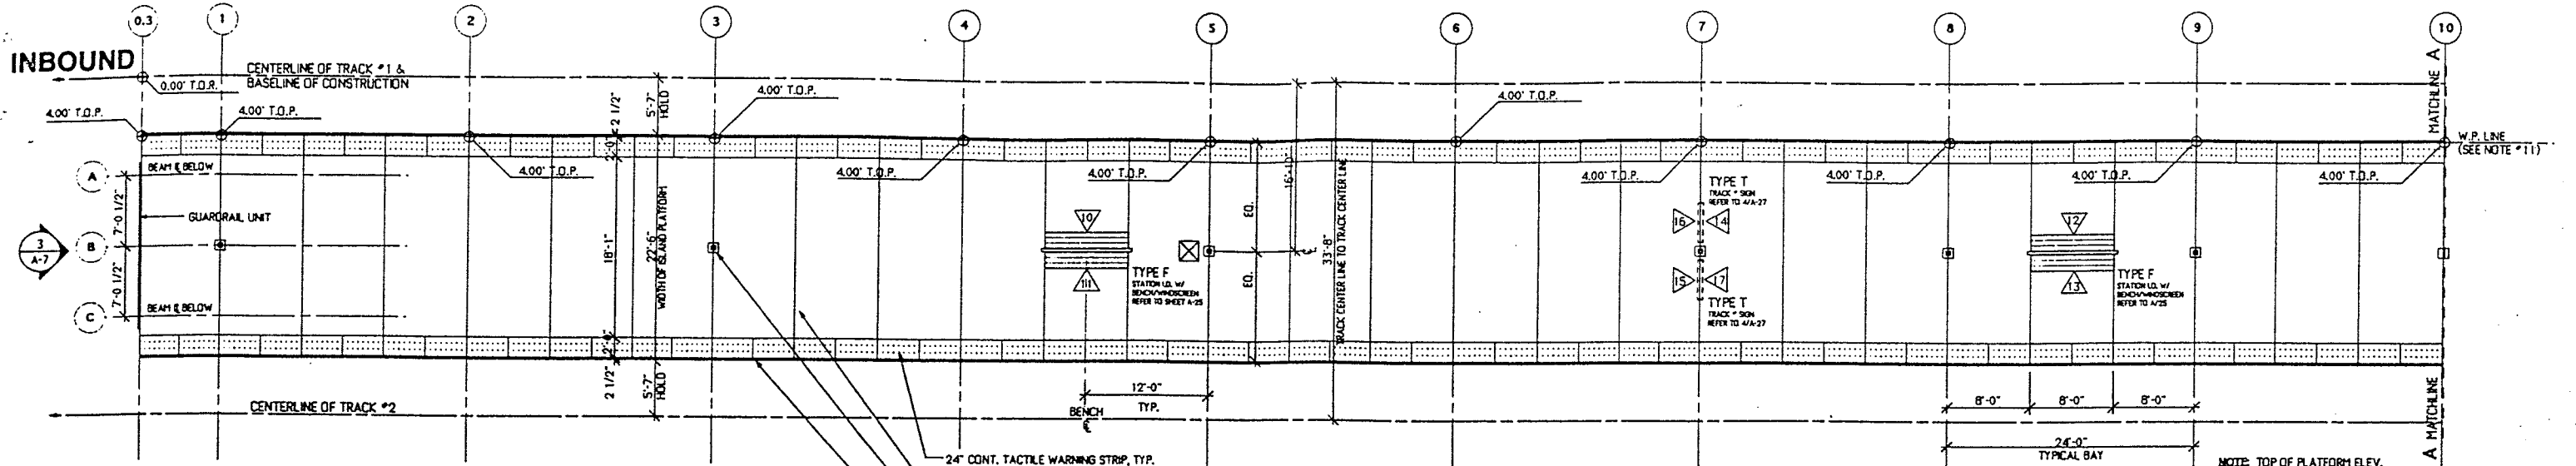 0.3 1 2 3 4 5 6 7 8 9 10
INBOUND
CENTERLINE OF TRACK #1 &
BASELINE OF CONSTRUCTION
0.00' T.O.R.
4.00' T.O.P.
4.00' T.O.P.
4.00' T.O.P.
4.00' T.O.P.
4.00' T.O.P.
4.00' T.O.P.
4.00' T.O.P.
4.00' T.O.P.
4.00' T.O.P.
4.00' T.O.P.
4.00' T.O.P.
4.00' T.O.P.
2 1/2"
5'-7"
HOLD
2'-0"
MATCHLINE A
W.P. LINE
(SEE NOTE #11)
A
B
C
BEAM ℄ BELOW
GUARDRAIL UNIT
BEAM ℄ BELOW
7'-0 1/2"
7'-0 1/2"
3
A-7
18'-1"
22'-6"
WIDTH OF ISLAND PLATFORM
2'-0"
2 1/2"
5'-7"
HOLD
10
11
TYPE F
STATION I.D. W/
BENCH/WINDSCREEN
REFER TO SHEET A-25
EQ.
EQ.
16'-10"
℄
33'-8"
TRACK CENTER LINE TO TRACK CENTER LINE
TYPE T
TRACK # SIGN
REFER TO 4/A-27
16 14
15 17
TYPE T
TRACK # SIGN
REFER TO 4/A-27
12
13
TYPE F
STATION I.D. W/
BENCH/WINDSCREEN
REFER TO A/25
CENTERLINE OF TRACK #2
12'-0"
TYP.
BENCH
℄
8'-0" 8'-0" 8'-0"
24'-0"
TYPICAL BAY
A MATCHLINE
24" CONT. TACTILE WARNING STRIP, TYP.
NOTE: TOP OF PLATFORM ELEV.